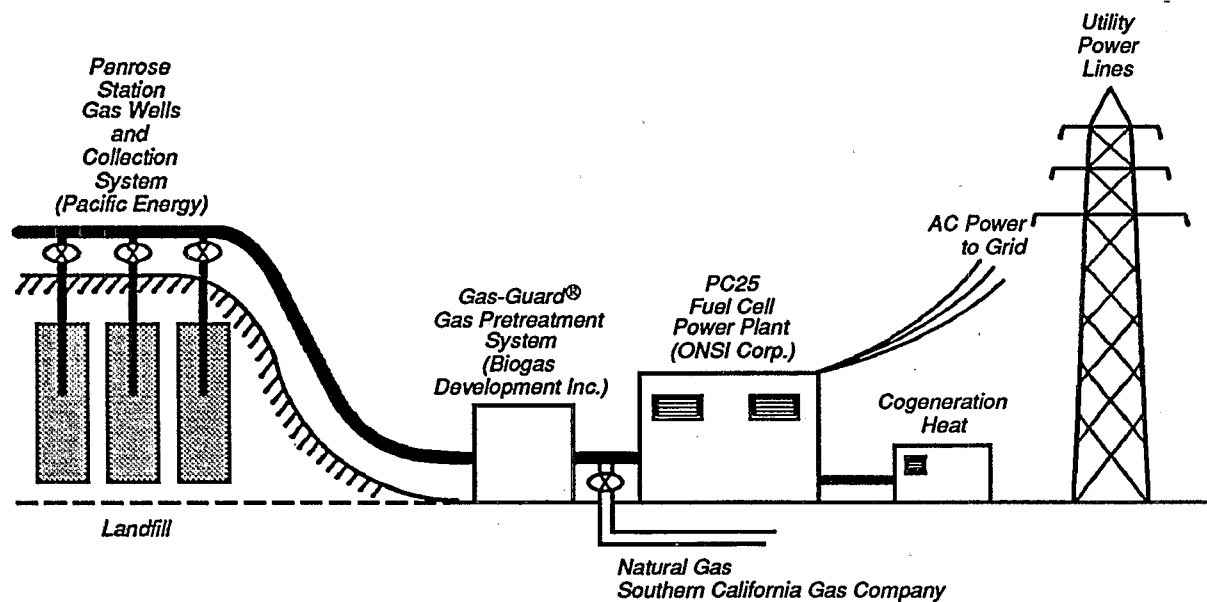 Penrose
Station
Gas Wells
and
Collection
System
(Pacific Energy)
Gas-Guard®
Gas Pretreatment
System
(Biogas
Development Inc.)
PC25
Fuel Cell
Power Plant
(ONSI Corp.)
AC Power
to Grid
Utility
Power
Lines
Cogeneration
Heat
Landfill
Natural Gas
Southern California Gas Company